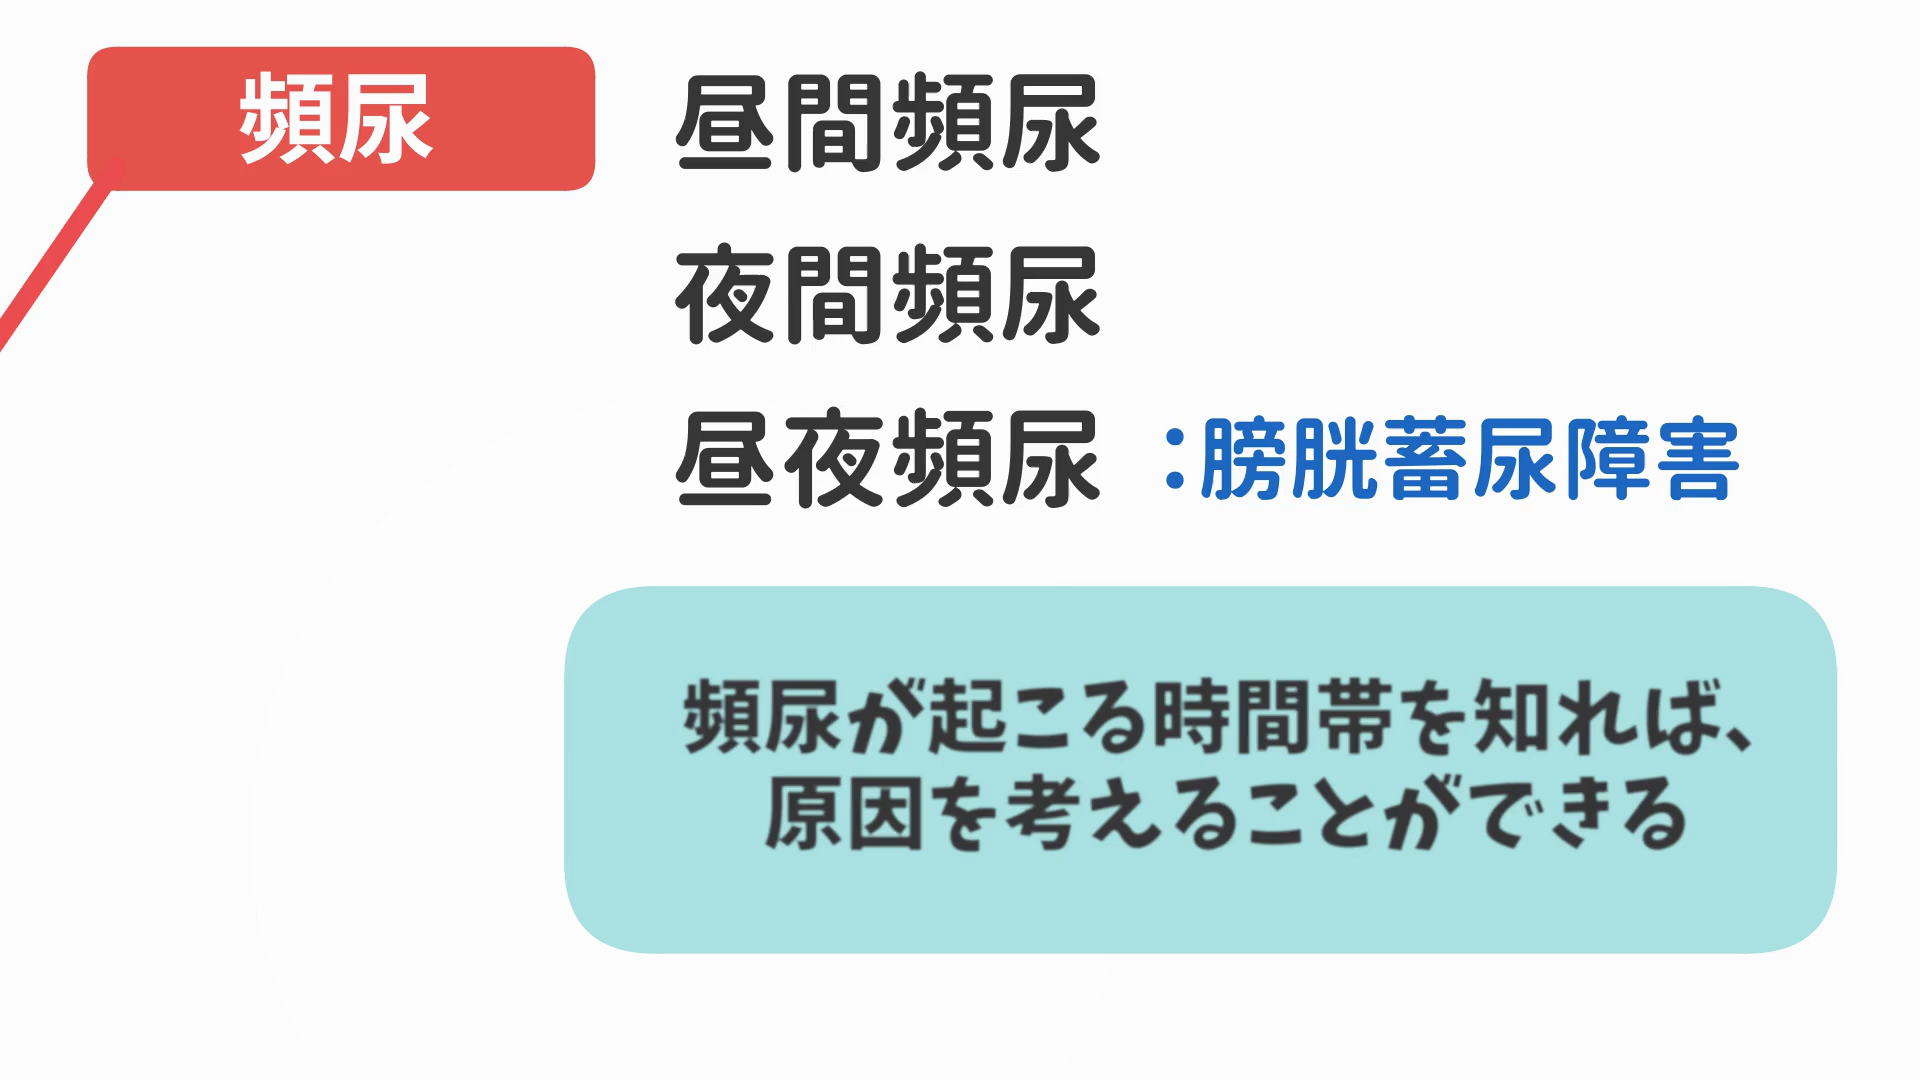 頻尿
昼間頻尿
夜間頻尿
昼夜頻尿：膀胱蓄尿障害
頻尿が起こる時間帯を知れば、
原因を考えることができる